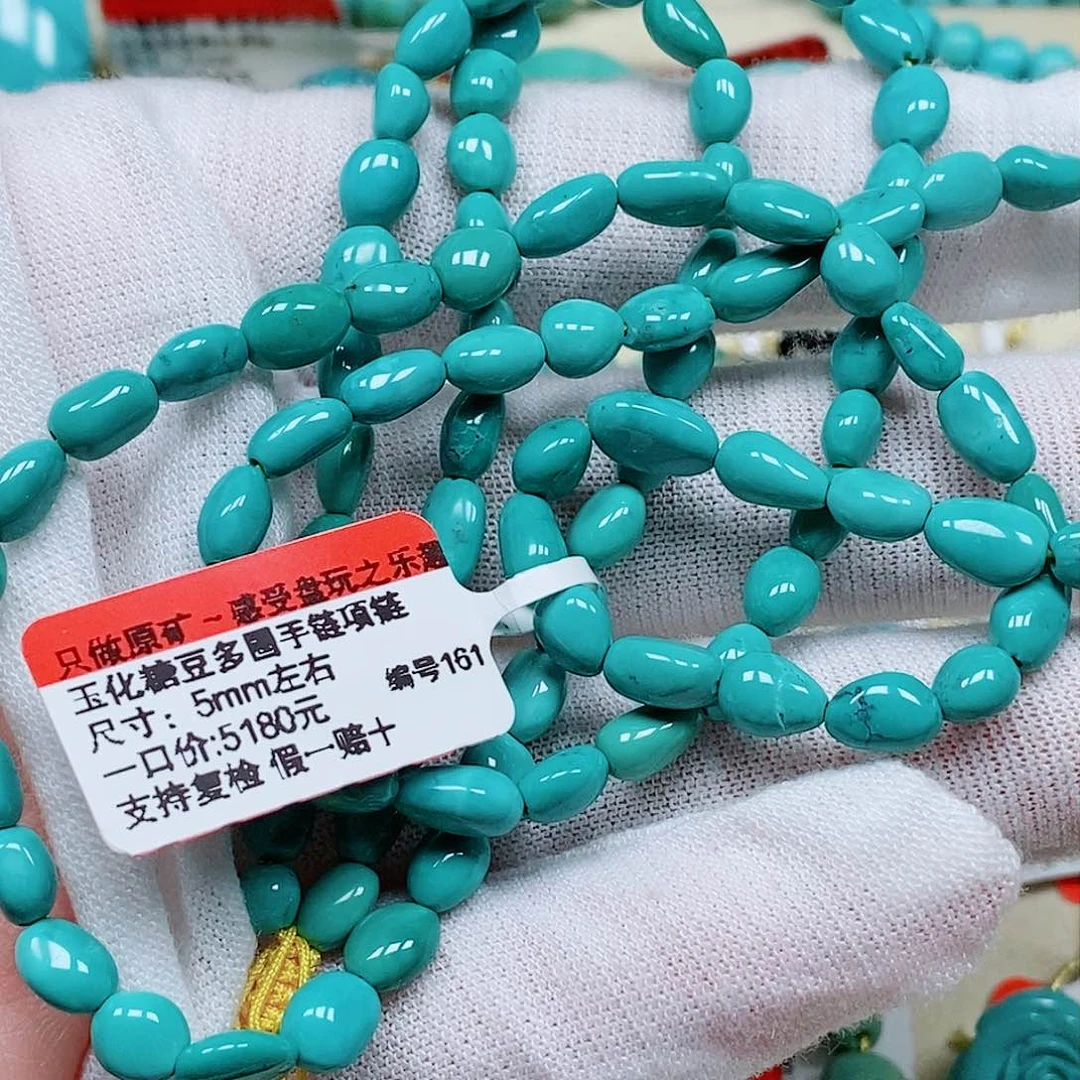 只做原矿~感受盘玩之乐趣
玉化糖豆多圈手链項链
尺寸：5mm左右
编号161
一口价:5180元
支持复检 假一赔十